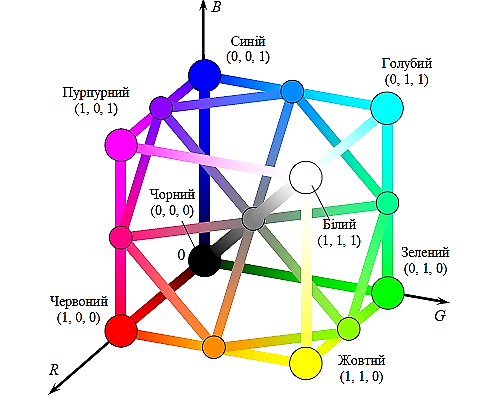 B
Синій
(0, 0, 1)
Голубий
(0, 1, 1)
Пурпурний
(1, 0, 1)
Чорний
(0, 0, 0)
Білий
(1, 1, 1)
0
Зелений
(0, 1, 0)
Червоний
(1, 0, 0)
G
Жовтий
(1, 1, 0)
R